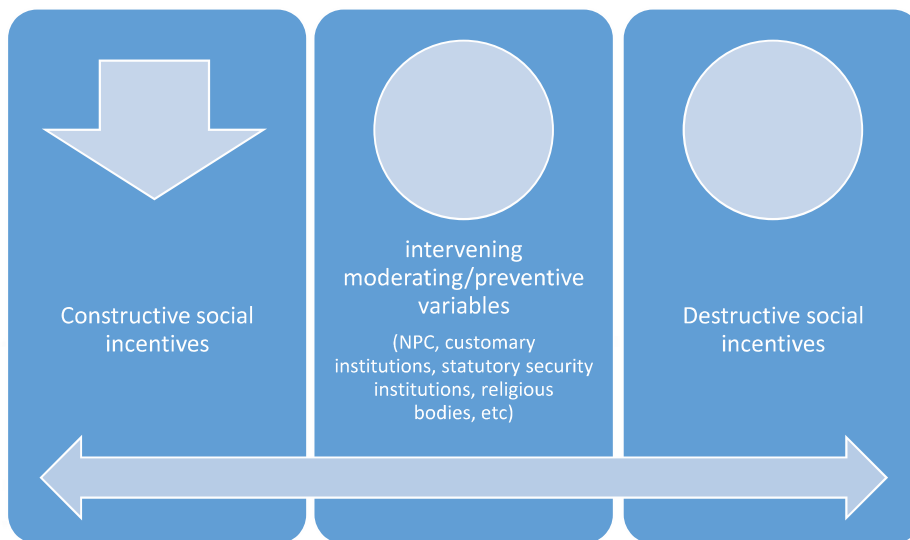 Constructive social
incentives
intervening
moderating/preventive
variables
(NPC, customary
institutions, statutory security
institutions, religious
bodies, etc)
Destructive social
incentives